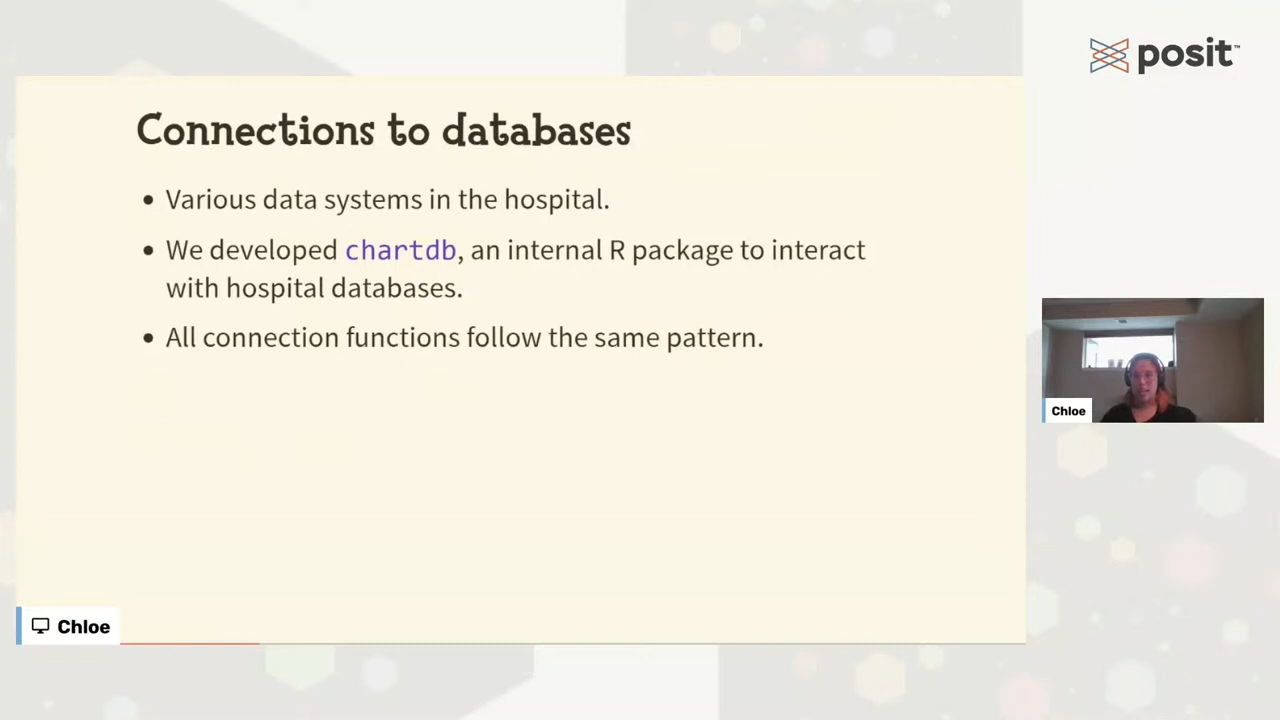 posit™
Connections to databases
• Various data systems in the hospital.
• We developed chartdb, an internal R package to interact
with hospital databases.
• All connection functions follow the same pattern.
Chloe
Chloe